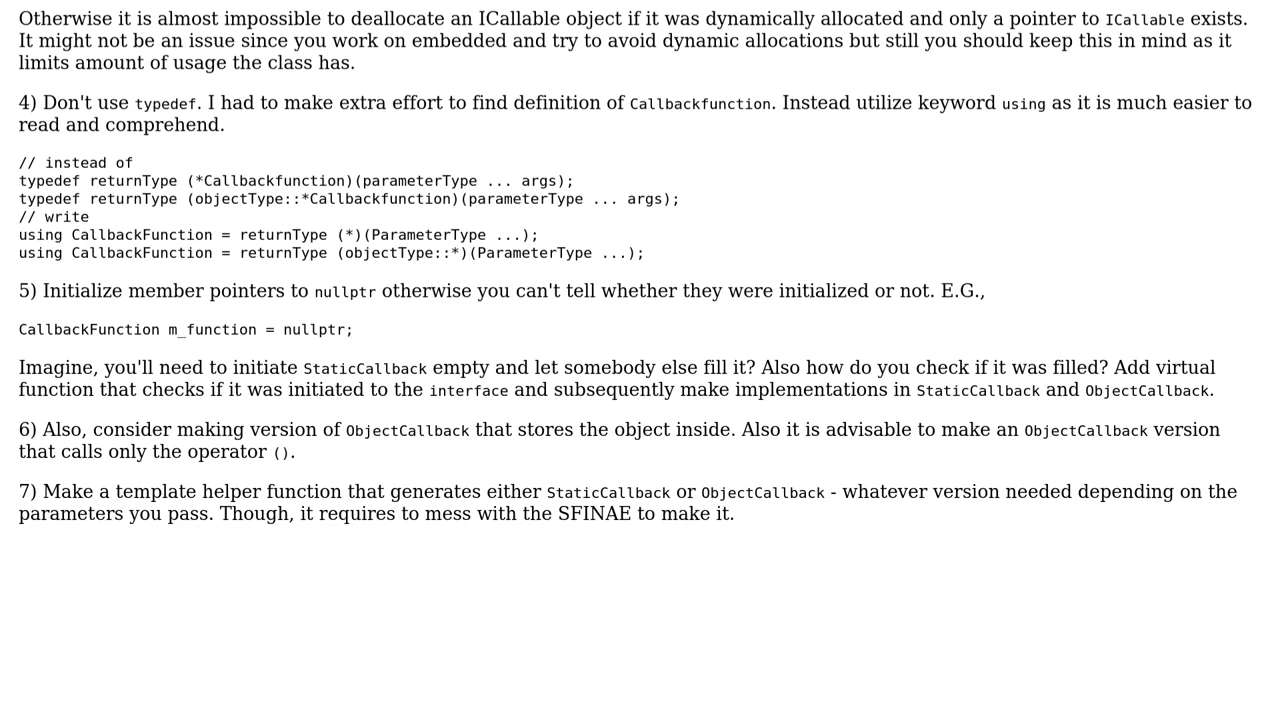 Otherwise it is almost impossible to deallocate an ICallable object if it was dynamically allocated and only a pointer to ICallable exists.
It might not be an issue since you work on embedded and try to avoid dynamic allocations but still you should keep this in mind as it
limits amount of usage the class has.
4) Don't use typedef. I had to make extra effort to find definition of Callbackfunction. Instead utilize keyword using as it is much easier to
read and comprehend.
// instead of
typedef returnType (*Callbackfunction)(parameterType ... args);
typedef returnType (objectType::*Callbackfunction)(parameterType ... args);
// write
using CallbackFunction = returnType (*)(ParameterType ...);
using CallbackFunction = returnType (objectType::*)(ParameterType ...);
5) Initialize member pointers to nullptr otherwise you can't tell whether they were initialized or not. E.G.,
CallbackFunction m_function = nullptr;
Imagine, you'll need to initiate StaticCallback empty and let somebody else fill it? Also how do you check if it was filled? Add virtual
function that checks if it was initiated to the interface and subsequently make implementations in StaticCallback and ObjectCallback.
6) Also, consider making version of ObjectCallback that stores the object inside. Also it is advisable to make an ObjectCallback version
that calls only the operator ().
7) Make a template helper function that generates either StaticCallback or ObjectCallback - whatever version needed depending on the
parameters you pass. Though, it requires to mess with the SFINAE to make it.